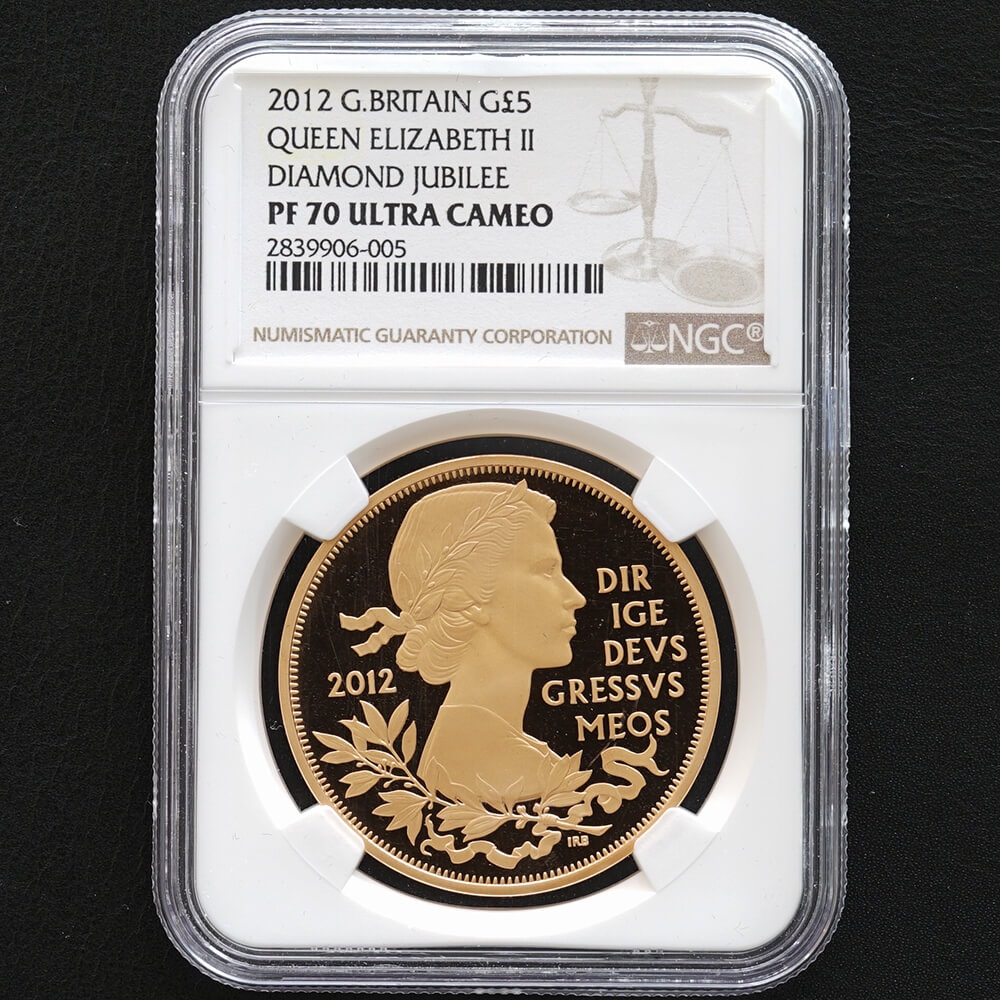 2012 G.BRITAIN G£5
QUEEN ELIZABETH II
DIAMOND JUBILEE
PF 70 ULTRA CAMEO
2839906-005
NUMISMATIC GUARANTY CORPORATION
NGC®
DIR
IGE
DEVS
GRESSVS
MEOS
2012
IRB